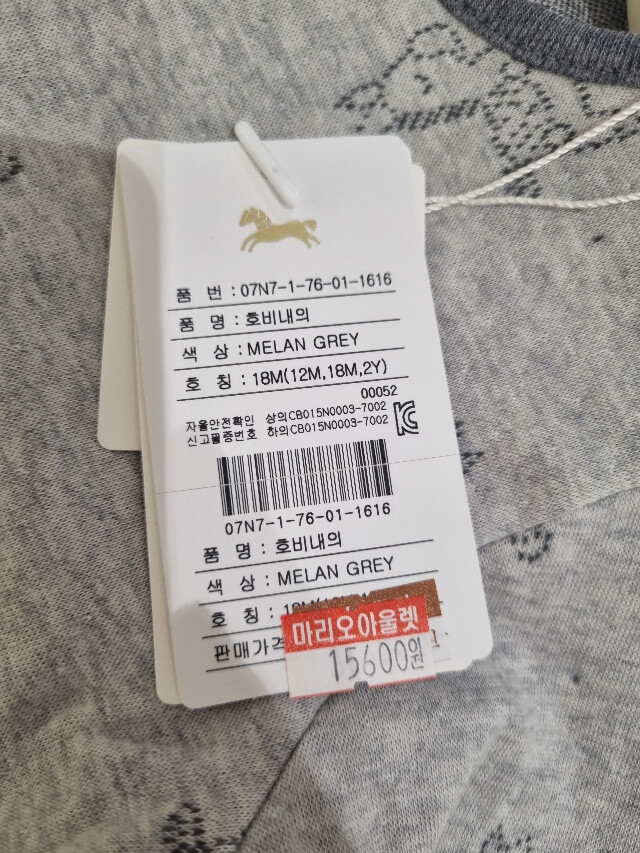 품 번 : 07N7-1-76-01-1616
품 명 : 호비내의
색 상 : MELAN GREY
호 칭 : 18M(12M,18M,2Y)
00052
자율안전확인 상의CB015N0003-7002
신고필증번호 하의CB015N0003-7002
07N7-1-76-01-1616
품 명 : 호비내의
색 상 : MELAN GREY
호 칭 :
판매가격
마리오아울렛
15600원